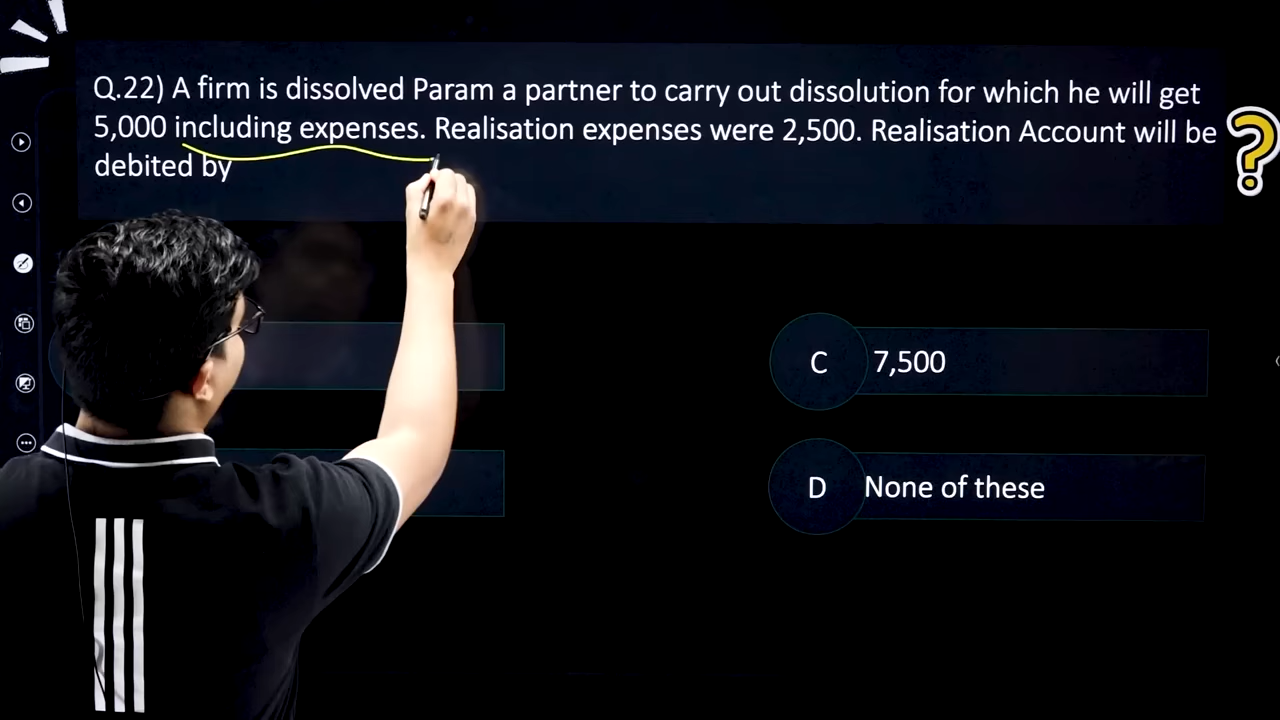 Q.22) A firm is dissolved Param a partner to carry out dissolution for which he will get
5,000 including expenses. Realisation expenses were 2,500. Realisation Account will be
debited by
C 7,500
D None of these